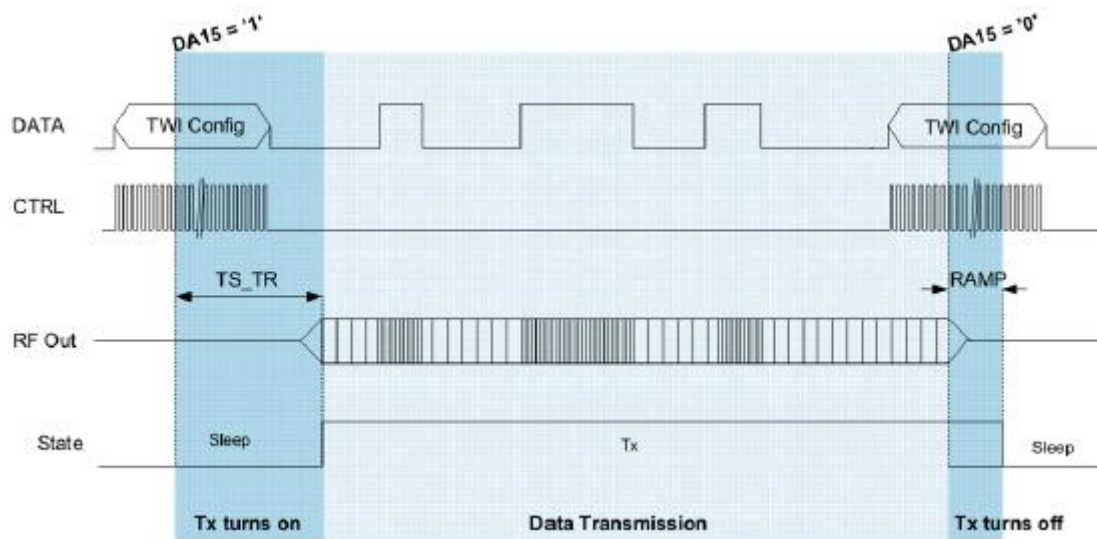 DA15 = '1'
DA15 = '0'
DATA
TWI Config
TWI Config
CTRL
TS_TR
RAMP
RF Out
State
Sleep
Tx
Sleep
Tx turns on
Data Transmission
Tx turns off